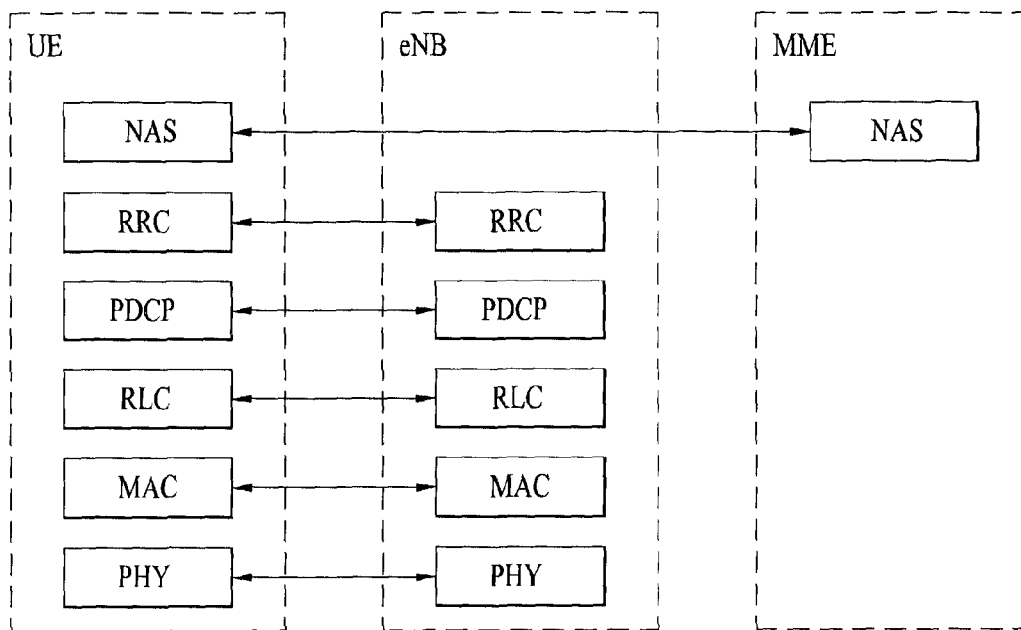 UE eNB MME
NAS NAS
RRC RRC
PDCP PDCP
RLC RLC
MAC MAC
PHY PHY